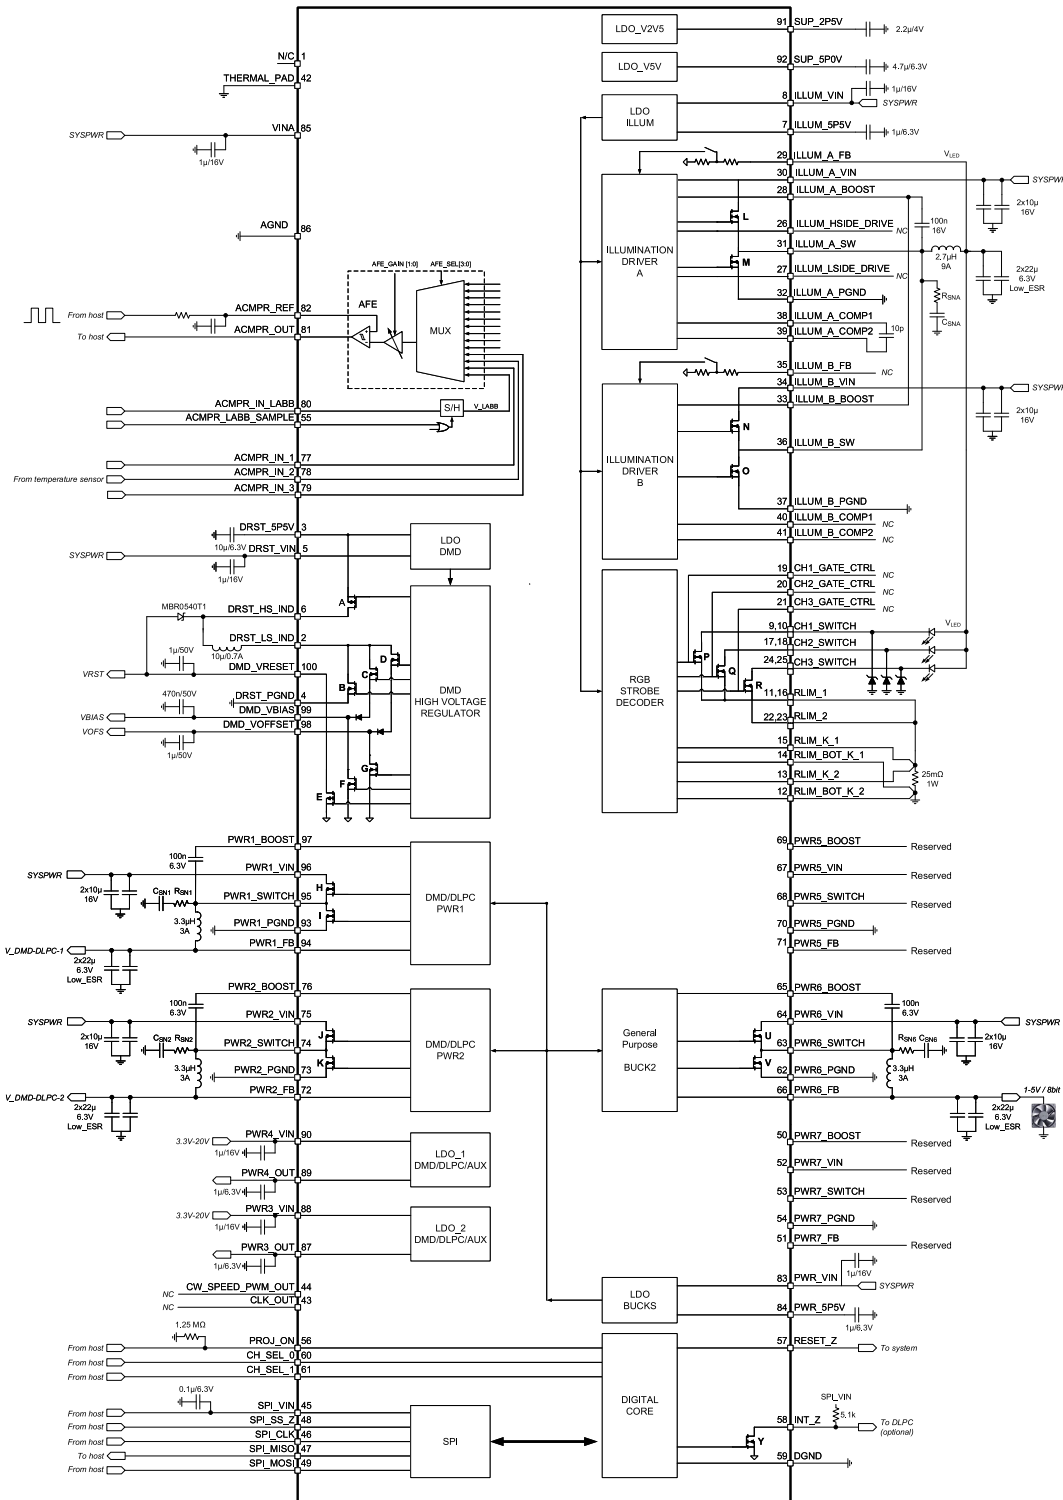 N/C 1
THERMAL_PAD 42
SYSPWR
VINA 85
1µ/16V
AGND
86
AFE_GAIN [1:0]
AFE_SEL[3:0]
AFE
MUX
From host
ACMPR_REF 82
To host
ACMPR_OUT 81
ACMPR_IN_LABB 80
S/H
V_LABB
ACMPR_LABB_SAMPLE 55
ACMPR_IN_1 77
From temperature sensor
ACMPR_IN_2 78
ACMPR_IN_3 79
DRST_5P5V 3
10µ/6.3V
SYSPWR
DRST_VIN 5
1µ/16V
LDO
DMD
A
MBR0540T1
DRST_HS_IND 6
DRST_LS_IND 2
10µ/0.7A
1µ/50V
VRST
DMD_VRESET 100
470n/50V
DRST_PGND 4
VBIAS
DMD_VBIAS 99
VOFS
DMD_VOFFSET 98
1µ/50V
B
C
D
E
F
G
DMD
HIGH VOLTAGE
REGULATOR
PWR1_BOOST 97
100n
6.3V
SYSPWR
PWR1_VIN 96
2x10µ
16V
CSN1
RSN1
PWR1_SWITCH 95
H
I
3.3µH
3A
PWR1_PGND 93
V_DMD-DLPC-1
PWR1_FB 94
2x22µ
6.3V
Low_ESR
DMD/DLPC
PWR1
PWR2_BOOST 76
100n
6.3V
SYSPWR
PWR2_VIN 75
2x10µ
16V
CSN2
RSN2
PWR2_SWITCH 74
J
K
3.3µH
3A
PWR2_PGND 73
V_DMD-DLPC-2
PWR2_FB 72
2x22µ
6.3V
Low_ESR
DMD/DLPC
PWR2
3.3V-20V
PWR4_VIN 90
1µ/16V
PWR4_OUT 89
1µ/6.3V
LDO_1
DMD/DLPC/AUX
3.3V-20V
PWR3_VIN 88
1µ/16V
PWR3_OUT 87
1µ/6.3V
LDO_2
DMD/DLPC/AUX
NC
CW_SPEED_PWM_OUT 44
NC
CLK_OUT 43
1,25 MΩ
From host
PROJ_ON 56
From host
CH_SEL_0 60
From host
CH_SEL_1 61
0.1µ/6.3V
From host
SPI_VIN 45
From host
SPI_SS_Z 48
From host
SPI_CLK 46
To host
SPI_MISO 47
From host
SPI_MOSI 49
SPI
LDO_V2V5
91 SUP_2P5V
2.2µ/4V
LDO_V5V
92 SUP_5P0V
4.7µ/6.3V
LDO
ILLUM
8 ILLUM_VIN
1µ/16V
SYSPWR
7 ILLUM_5P5V
1µ/6.3V
29 ILLUM_A_FB
VLED
30 ILLUM_A_VIN
SYSPWR
28 ILLUM_A_BOOST
2x10µ
16V
L
100n
16V
26 ILLUM_HSIDE_DRIVE NC
31 ILLUM_A_SW
M
2.7µH
9A
2x22µ
6.3V
Low_ESR
27 ILLUM_LSIDE_DRIVE NC
RSNA
CSNA
32 ILLUM_A_PGND
38 ILLUM_A_COMP1
39 ILLUM_A_COMP2
10p
ILLUMINATION
DRIVER
A
35 ILLUM_B_FB
NC
34 ILLUM_B_VIN
SYSPWR
33 ILLUM_B_BOOST
2x10µ
16V
N
36 ILLUM_B_SW
O
ILLUMINATION
DRIVER
B
37 ILLUM_B_PGND
40 ILLUM_B_COMP1 NC
41 ILLUM_B_COMP2 NC
19 CH1_GATE_CTRL NC
20 CH2_GATE_CTRL NC
21 CH3_GATE_CTRL NC
9,10 CH1_SWITCH
VLED
17,18 CH2_SWITCH
24,25 CH3_SWITCH
P
Q
R
RGB
STROBE
DECODER
11,16 RLIM_1
22,23 RLIM_2
15 RLIM_K_1
14 RLIM_BOT_K_1
13 RLIM_K_2
12 RLIM_BOT_K_2
25mΩ
1W
69 PWR5_BOOST Reserved
67 PWR5_VIN Reserved
68 PWR5_SWITCH Reserved
70 PWR5_PGND
71 PWR5_FB Reserved
65 PWR6_BOOST
100n
6.3V
64 PWR6_VIN
SYSPWR
U
63 PWR6_SWITCH
RSN6
CSN6
2x10µ
16V
V
3.3µH
3A
62 PWR6_PGND
66 PWR6_FB
1-5V / 8bit
2x22µ
6.3V
Low_ESR
General
Purpose
BUCK2
50 PWR7_BOOST Reserved
52 PWR7_VIN Reserved
53 PWR7_SWITCH Reserved
54 PWR7_PGND
51 PWR7_FB Reserved
1µ/16V
83 PWR_VIN
SYSPWR
LDO
BUCKS
84 PWR_5P5V
1µ/6.3V
57 RESET_Z
To system
DIGITAL
CORE
SPI_VIN
5,1k
58 INT_Z
To DLPC
(optional)
Y
59 DGND